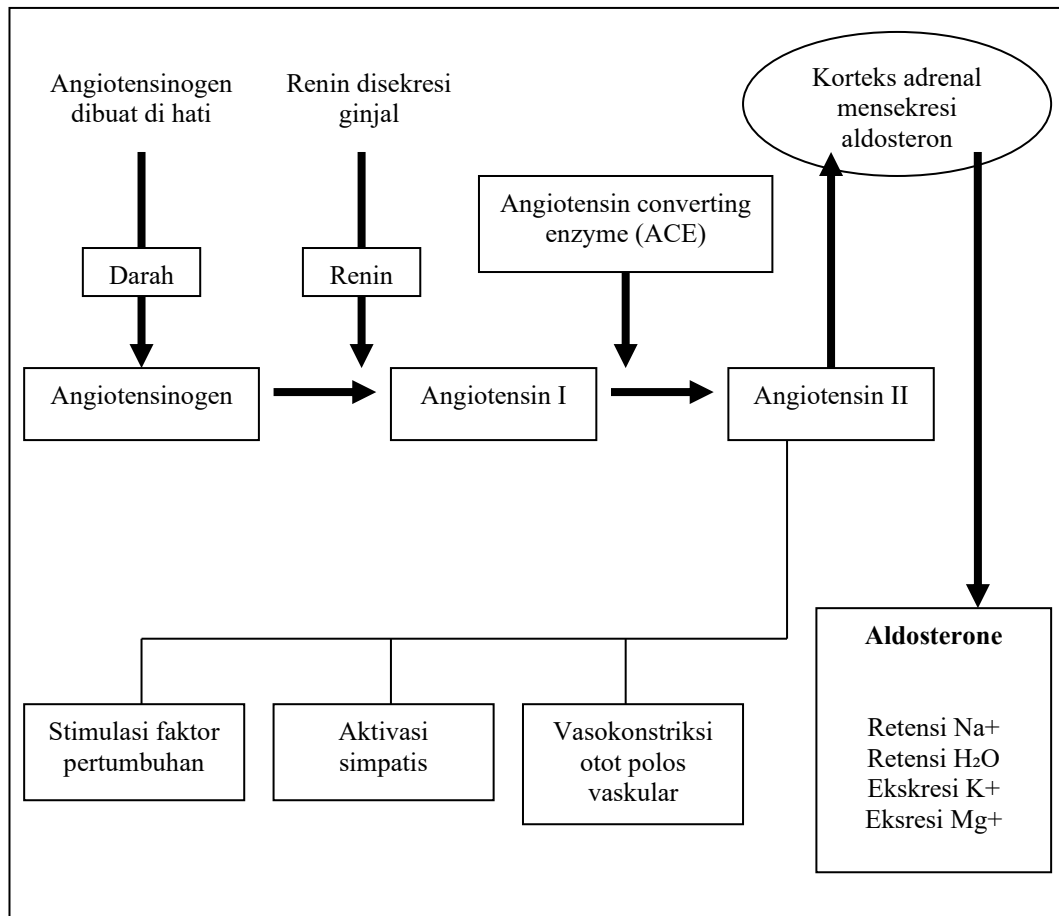 Angiotensinogen
dibuat di hati
Renin disekresi
ginjal
Korteks adrenal
mensekresi
aldosteron
Angiotensin converting
enzyme (ACE)
Darah
Renin
Angiotensinogen
Angiotensin I
Angiotensin II
Stimulasi faktor
pertumbuhan
Aktivasi
simpatis
Vasokonstriksi
otot polos
vaskular
Aldosterone
Retensi Na+
Retensi H₂O
Ekskresi K+
Eksresi Mg+